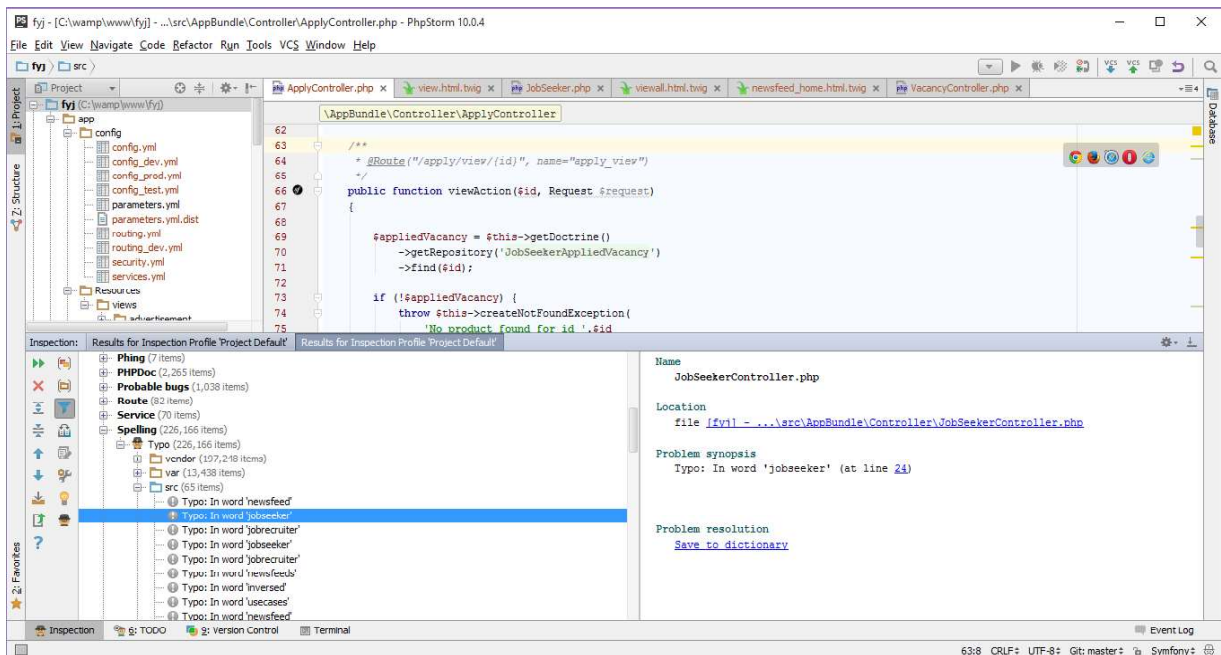 fyj - [C:\wamp\www\fyj] - ...\src\AppBundle\Controller\ApplyController.php - PhpStorm 10.0.4
File Edit View Navigate Code Refactor Run Tools VCS Window Help
fyj src
Project
ApplyController.php × view.html.twig × JobSeeker.php × viewall.html.twig × newsfeed_home.html.twig × VacancyController.php ×
1: Project
Z: Structure
2: Favorites
Database
fyj (C:\wamp\www\fyj)
app
config
config.yml
config_dev.yml
config_prod.yml
config_test.yml
parameters.yml
parameters.yml.dist
routing.yml
routing_dev.yml
security.yml
services.yml
Resources
views
advertisement
\AppBundle\Controller\ApplyController
62
63 /**
64 * @Route("/apply/view/{id}", name="apply_view")
65 */
66 public function viewAction($id, Request $request)
67 {
68
69 $appliedVacancy = $this->getDoctrine()
70 ->getRepository('JobSeekerAppliedVacancy')
71 ->find($id);
72
73 if (!$appliedVacancy) {
74 throw $this->createNotFoundException(
75 'No product found for id '.$id
Inspection: Results for Inspection Profile 'Project Default' Results for Inspection Profile 'Project Default'
Phing (7 items)
PHPDoc (2,265 items)
Probable bugs (1,038 items)
Route (82 items)
Service (70 items)
Spelling (226,166 items)
Typo (226,166 items)
vendor (197,248 items)
var (13,438 items)
src (65 items)
Typo: In word 'newsfeed'
Typo: In word 'jobseeker'
Typo: In word 'jobrecruiter'
Typo: In word 'jobseeker'
Typo: In word 'jobrecruiter'
Typo: In word 'newsfeeds'
Typo: In word 'inversed'
Typo: In word 'usecases'
Typo: In word 'newsfeed'
Name
JobSeekerController.php
Location
file [fyj] - ...\src\AppBundle\Controller\JobSeekerController.php
Problem synopsis
Typo: In word 'jobseeker' (at line 24)
Problem resolution
Save to dictionary
Inspection 6: TODO 9: Version Control Terminal Event Log
63:8 CRLF UTF-8 Git: master Symfony